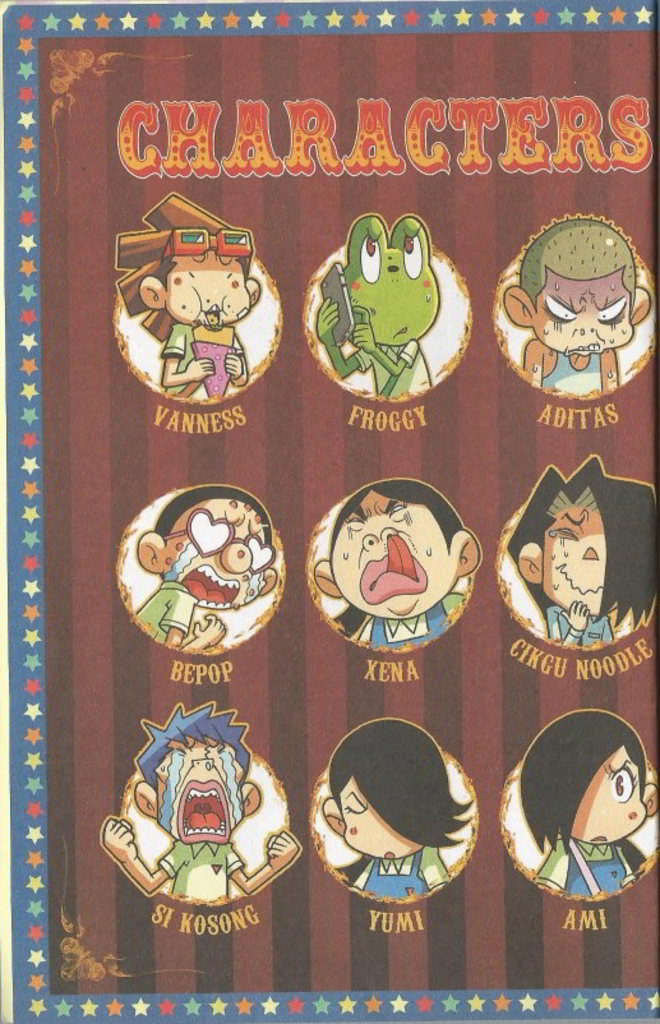 CHARACTERS
VANNESS
FROGGY
ADITAS
BEPOP
XENA
CIKGU NOODLE
SI KOSONG
YUMI
AMI